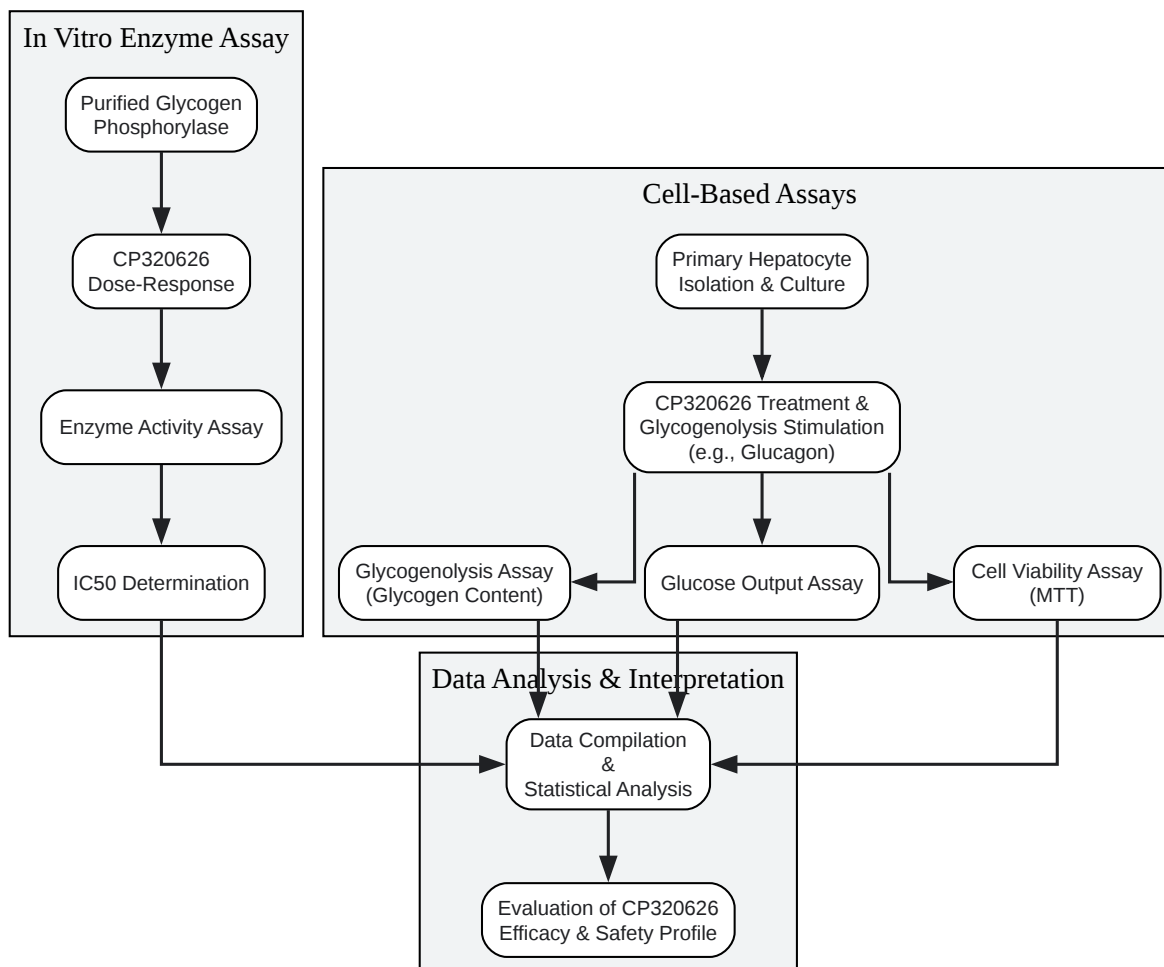 In Vitro Enzyme Assay
Purified Glycogen
Phosphorylase
CP320626
Dose-Response
Enzyme Activity Assay
IC50 Determination
Cell-Based Assays
Primary Hepatocyte
Isolation & Culture
CP320626 Treatment &
Glycogenolysis Stimulation
(e.g., Glucagon)
Glycogenolysis Assay
(Glycogen Content)
Glucose Output Assay
Cell Viability Assay
(MTT)
Data Analysis & Interpretation
Data Compilation
&
Statistical Analysis
Evaluation of CP320626
Efficacy & Safety Profile